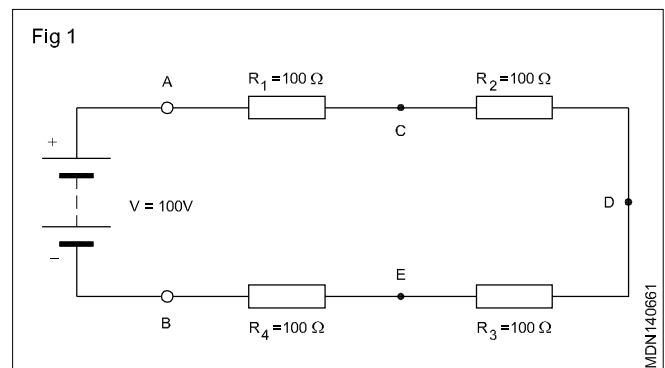 Fig 1
A
R1 =100 Ω
R2 =100 Ω
C
+
V = 100V
D
–
E
B
R4 =100 Ω
R3 =100 Ω
MDN140661